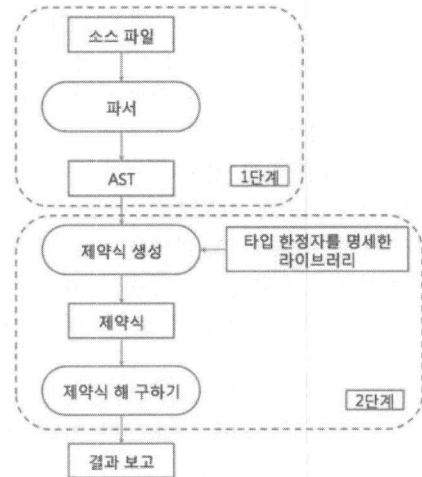 소스 파일
파서
AST
1단계
제약식 생성
타입 한정자를 명세한
라이브러리
제약식
제약식 해 구하기
2단계
결과 보고